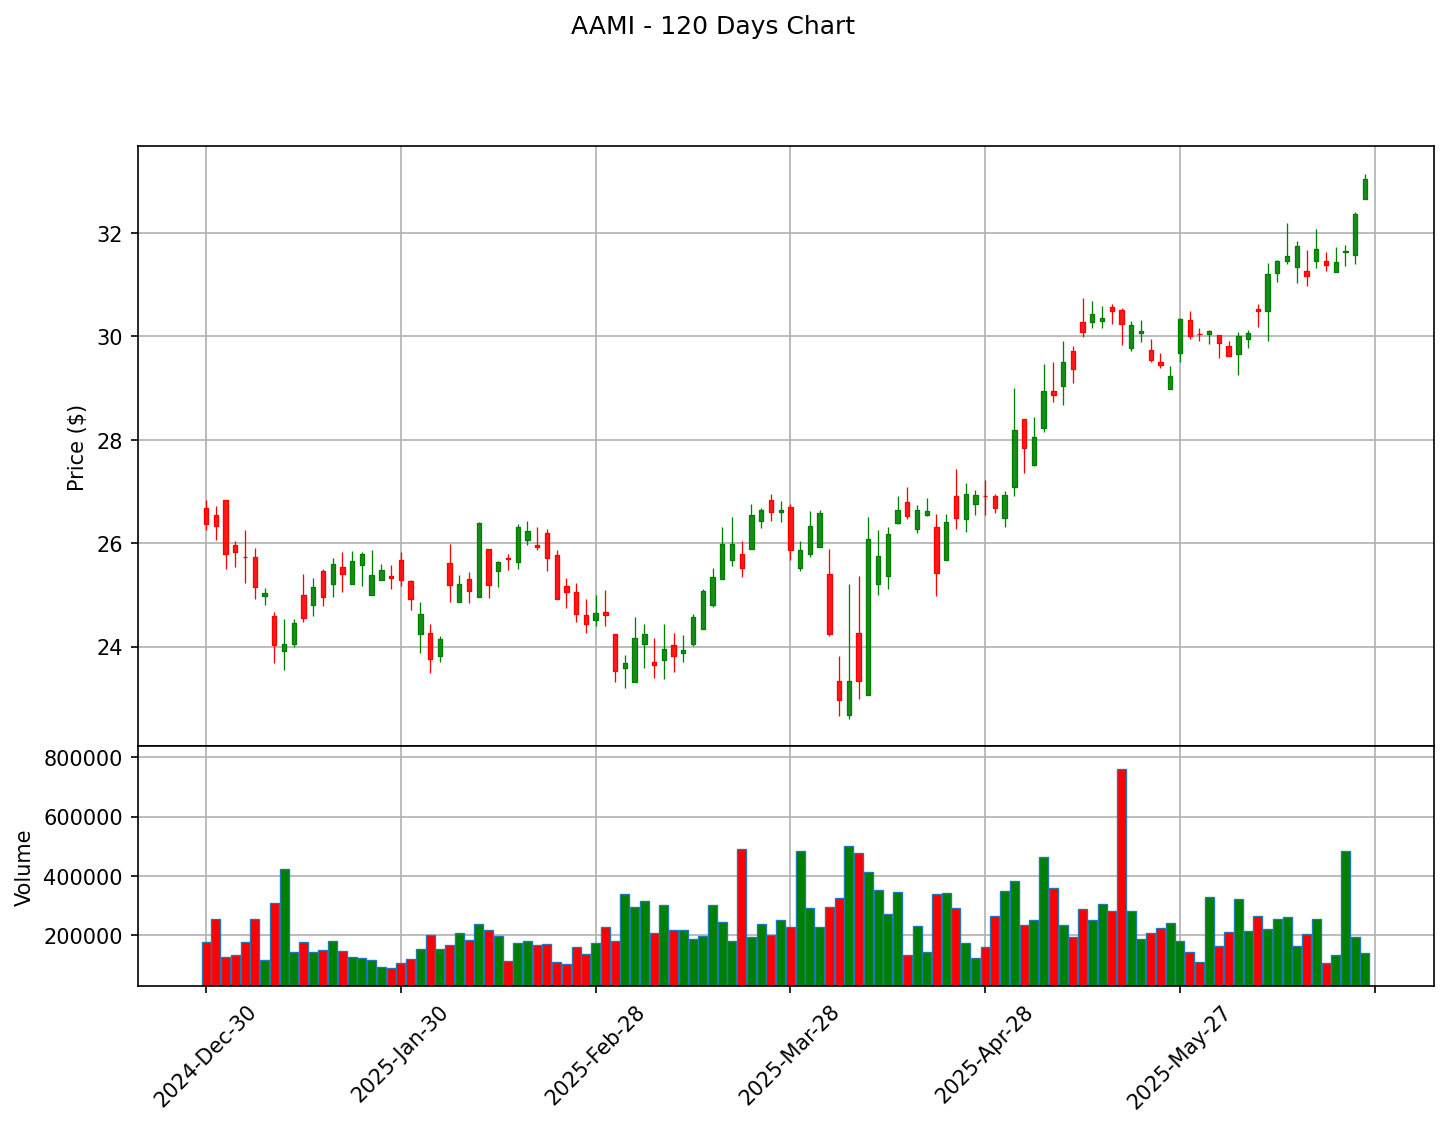 AAMI - 120 Days Chart
32
30
28
26
24
Price ($)
800000
600000
400000
200000
Volume
2024-Dec-30
2025-Jan-30
2025-Feb-28
2025-Mar-28
2025-Apr-28
2025-May-27